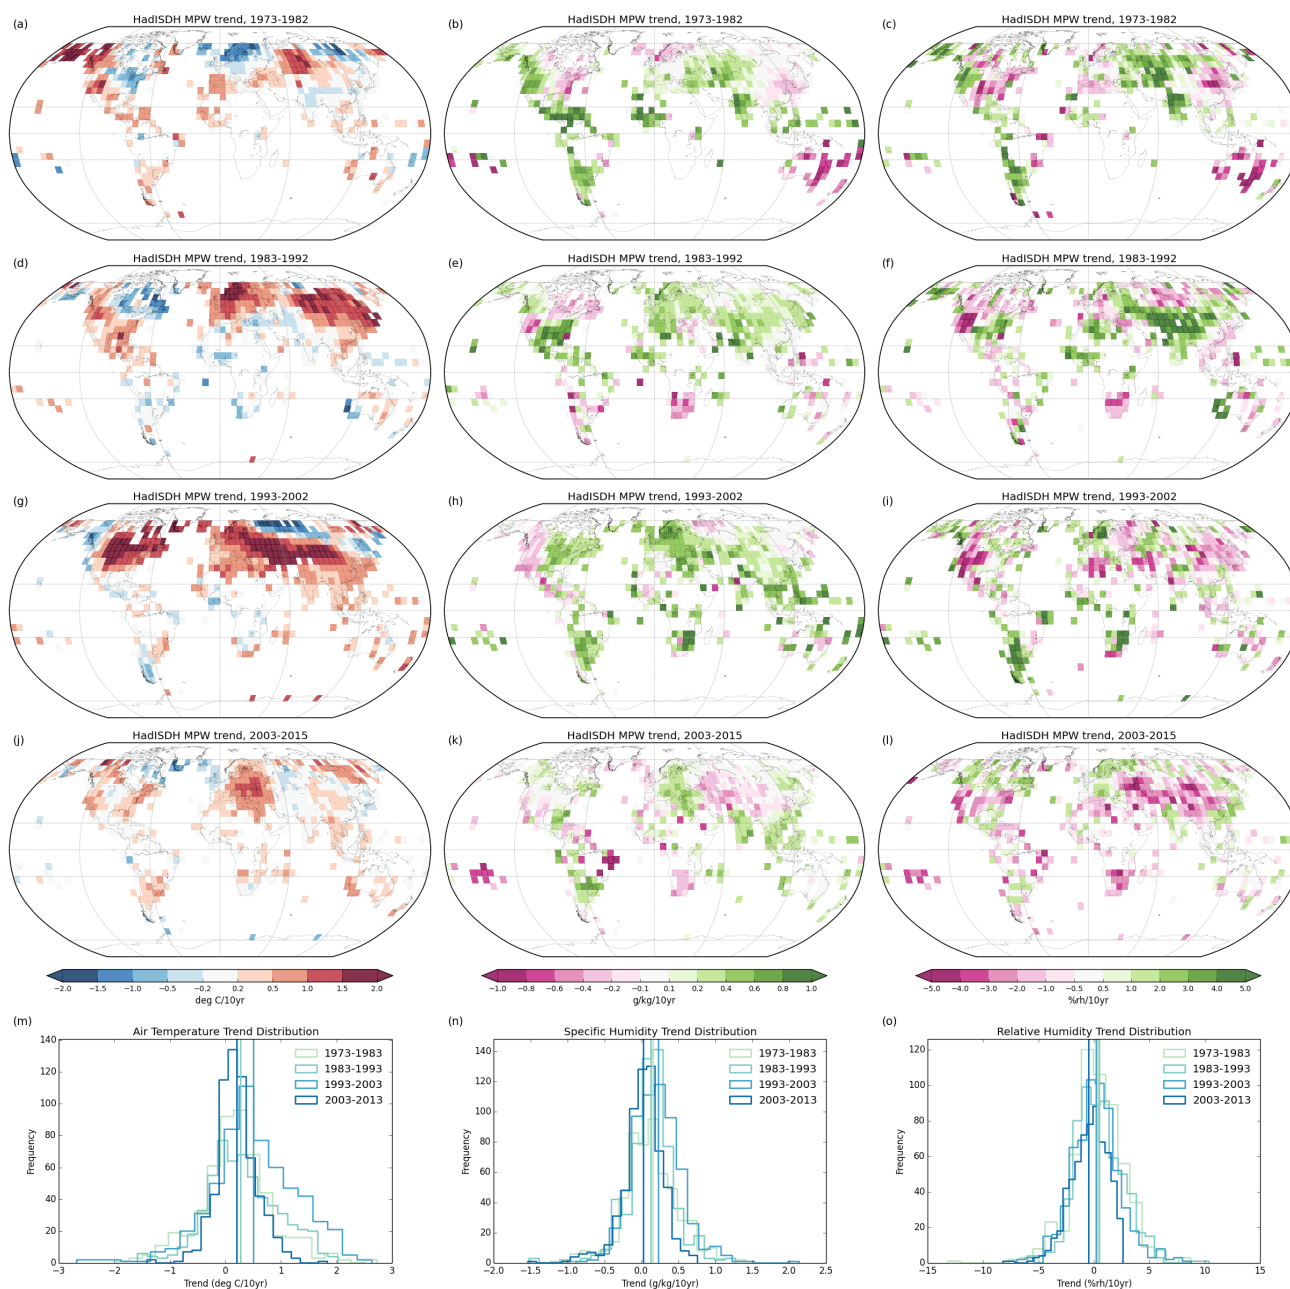 (a) HadISDH MPW trend, 1973-1982
(b) HadISDH MPW trend, 1973-1982
(c) HadISDH MPW trend, 1973-1982
(d) HadISDH MPW trend, 1983-1992
(e) HadISDH MPW trend, 1983-1992
(f) HadISDH MPW trend, 1983-1992
(g) HadISDH MPW trend, 1993-2002
(h) HadISDH MPW trend, 1993-2002
(i) HadISDH MPW trend, 1993-2002
(j) HadISDH MPW trend, 2003-2015
(k) HadISDH MPW trend, 2003-2015
(l) HadISDH MPW trend, 2003-2015
−2.0 −1.5 −1.0 −0.5 −0.2 0.2 0.5 1.0 1.5 2.0
deg C/10yr
−1.0 −0.8 −0.6 −0.4 −0.2 −0.1 0.1 0.2 0.4 0.6 0.8 1.0
g/kg/10yr
−5.0 −4.0 −3.0 −2.0 −1.0 −0.5 0.5 1.0 2.0 3.0 4.0 5.0
%rh/10yr
(m) Air Temperature Trend Distribution
1973-1983
1983-1993
1993-2003
2003-2013
Frequency
140
120
100
80
60
40
20
0
−3 −2 −1 0 1 2 3
Trend (deg C/10yr)
(n) Specific Humidity Trend Distribution
1973-1983
1983-1993
1993-2003
2003-2013
Frequency
140
120
100
80
60
40
20
0
−2.0 −1.5 −1.0 −0.5 0.0 0.5 1.0 1.5 2.0 2.5
Trend (g/kg/10yr)
(o) Relative Humidity Trend Distribution
1973-1983
1983-1993
1993-2003
2003-2013
Frequency
120
100
80
60
40
20
0
−15 −10 −5 0 5 10 15
Trend (%rh/10yr)